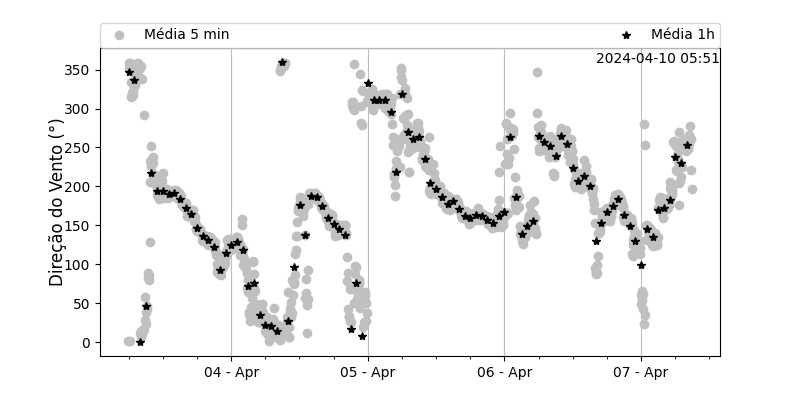 Média 5 min
Média 1h
2024-04-10 05:51
Direção do Vento (°)
350
300
250
200
150
100
50
0
04 - Apr
05 - Apr
06 - Apr
07 - Apr